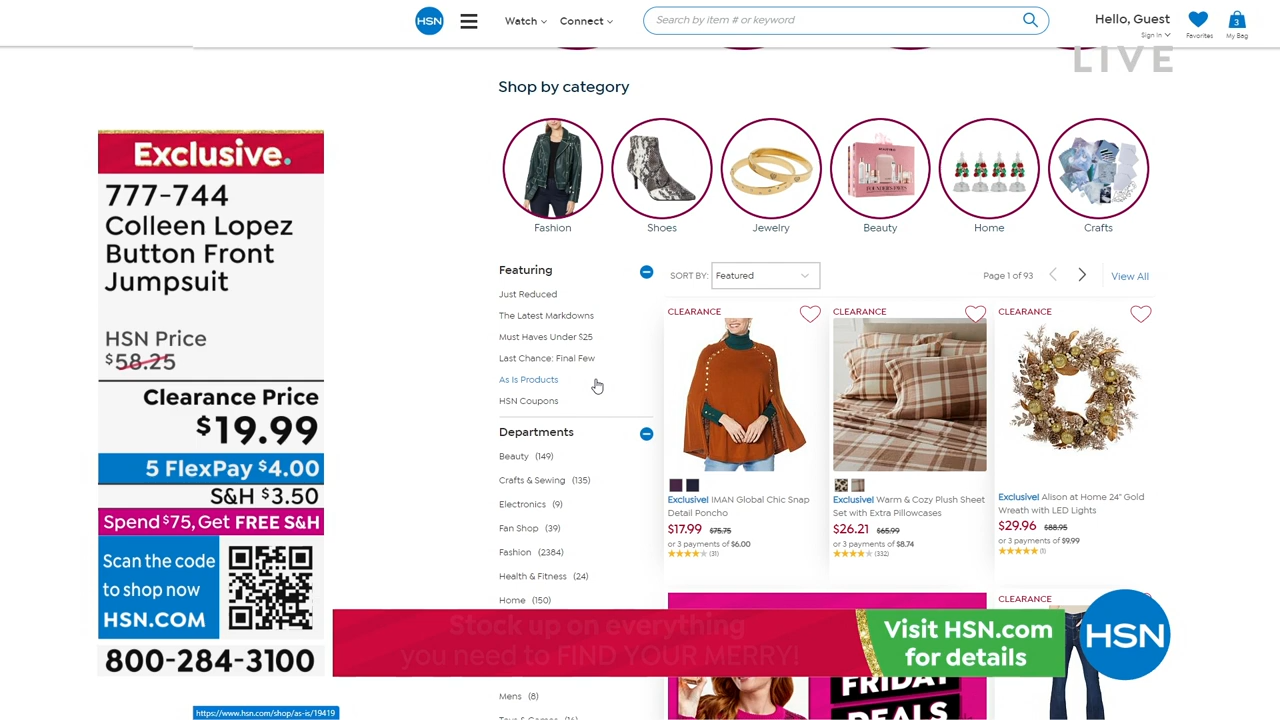 HSN
Watch
Connect
Search by item # or keyword
Hello, Guest
Sign in
Favorites
3
My Bag
LIVE
Shop by category
Fashion
Shoes
Jewelry
Beauty
Home
Crafts
Exclusive.
777-744
Colleen Lopez
Button Front
Jumpsuit
HSN Price
$58.25
Clearance Price
$19.99
5 FlexPay $4.00
S&H $3.50
Spend $75, Get FREE S&H
Scan the code
to shop now
HSN.COM
800-284-3100
Featuring
Just Reduced
The Latest Markdowns
Must Haves Under $25
Last Chance: Final Few
As Is Products
HSN Coupons
Departments
Beauty (149)
Crafts & Sewing (135)
Electronics (9)
Fan Shop (39)
Fashion (2384)
Health & Fitness (24)
Home (150)
Mens (8)
SORT BY: Featured
Page 1 of 93
View All
CLEARANCE
Exclusive! IMAN Global Chic Snap
Detail Poncho
$17.99 $75.75
or 3 payments of $6.00
(31)
CLEARANCE
Exclusive! Warm & Cozy Plush Sheet
Set with Extra Pillowcases
$26.21 $65.99
or 3 payments of $8.74
(332)
CLEARANCE
Exclusive! Alison at Home 24" Gold
Wreath with LED Lights
$29.96 $88.95
or 3 payments of $9.99
(1)
CLEARANCE
Stock up on everything
you need to FIND YOUR MERRY!
Visit HSN.com
for details
HSN
FRIDAY
DEALS
https://www.hsn.com/shop/as-is/19419